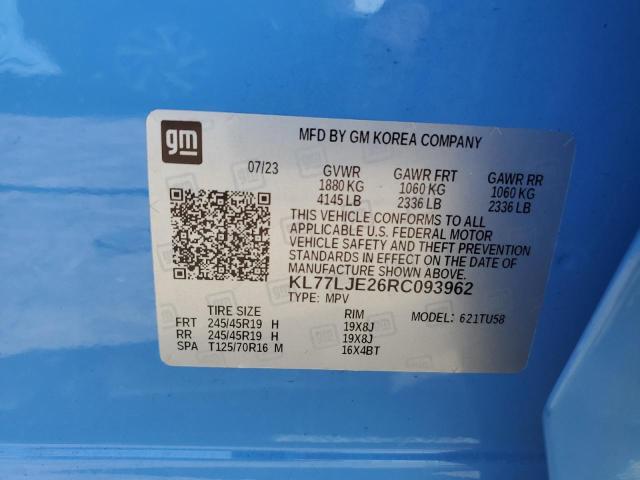 gm
MFD BY GM KOREA COMPANY
07/23 GVWR GAWR FRT GAWR RR
1880 KG 1060 KG 1060 KG
4145 LB 2336 LB 2336 LB
THIS VEHICLE CONFORMS TO ALL
APPLICABLE U.S. FEDERAL MOTOR
VEHICLE SAFETY AND THEFT PREVENTION
STANDARDS IN EFFECT ON THE DATE OF
MANUFACTURE SHOWN ABOVE.
KL77LJE26RC093962
TYPE: MPV
TIRE SIZE RIM MODEL: 621TU58
FRT 245/45R19 H 19X8J
RR 245/45R19 H 19X8J
SPA T125/70R16 M 16X4BT